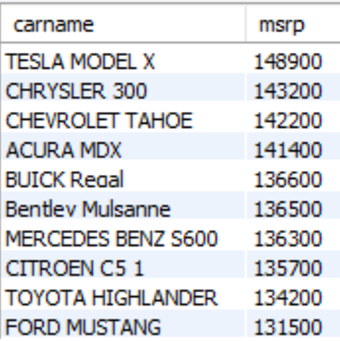 carname msrp
TESLA MODEL X 148900
CHRYSLER 300 143200
CHEVROLET TAHOE 142200
ACURA MDX 141400
BUICK Regal 136600
Bentley Mulsanne 136500
MERCEDES BENZ S600 136300
CITROEN C5 1 135700
TOYOTA HIGHLANDER 134200
FORD MUSTANG 131500